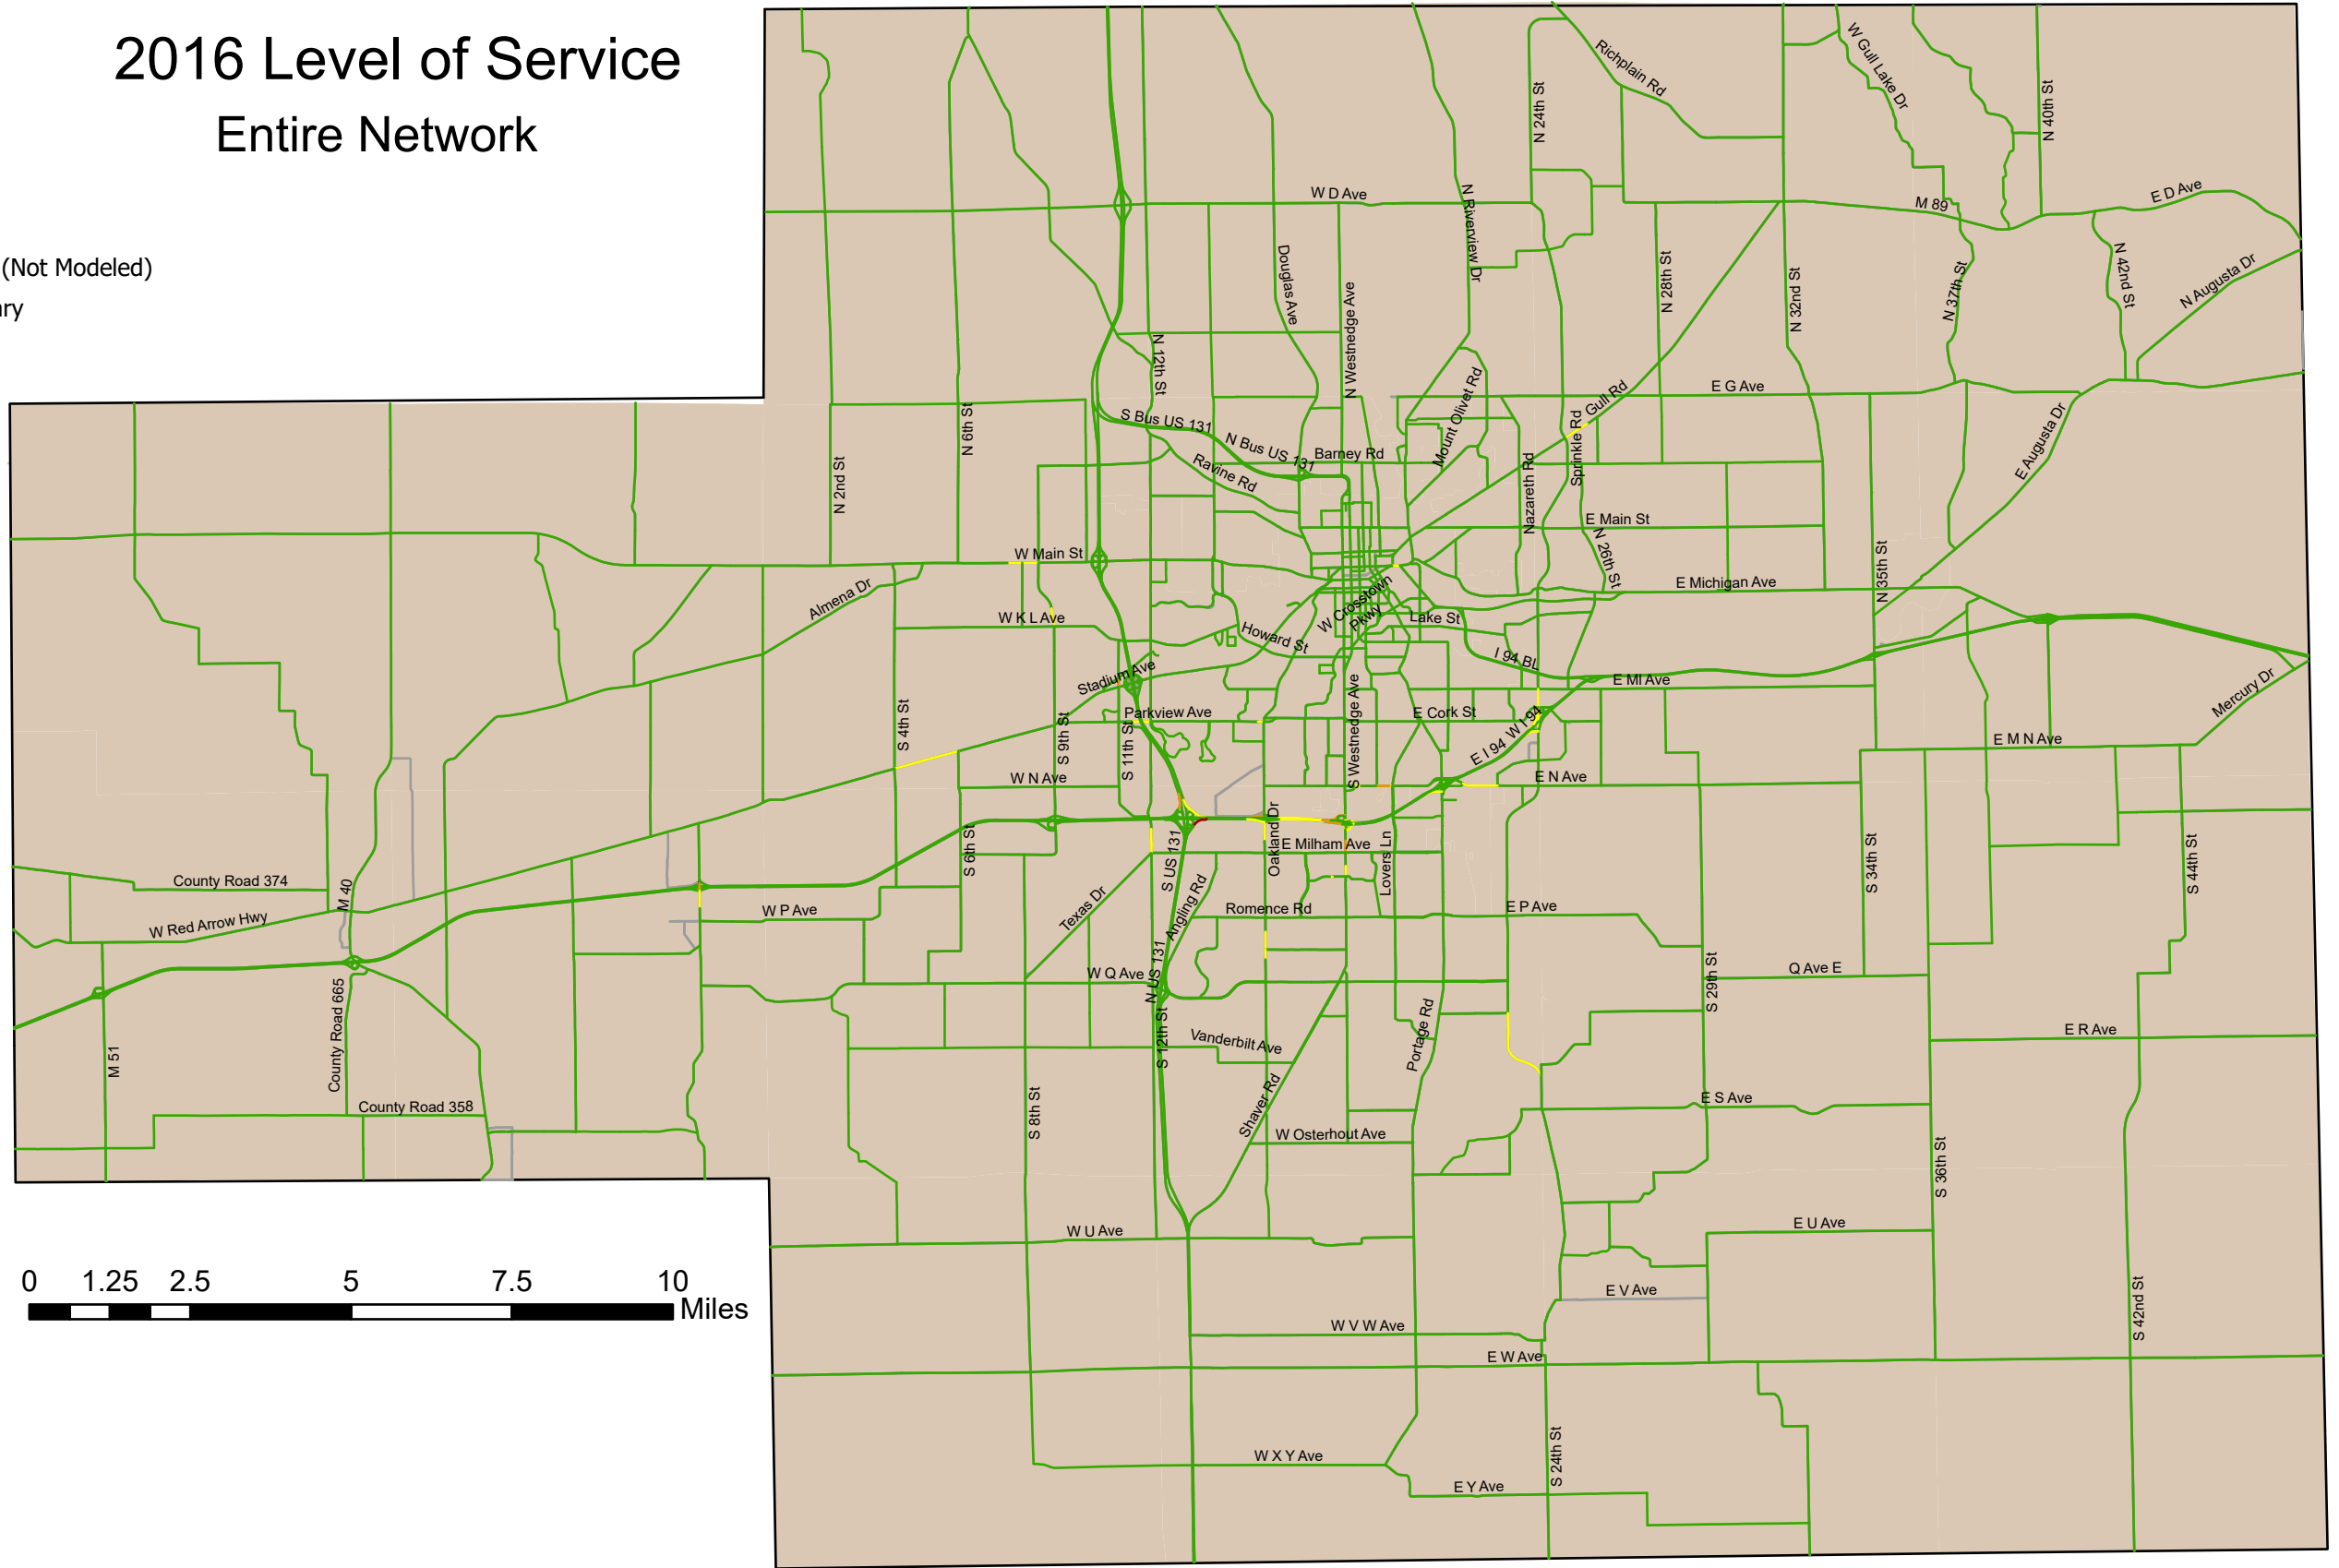 2016 Level of Service
Entire Network
(Not Modeled)
ry
W Gull Lake Dr
Richplain Rd
N 24th St
N 40th St
W D Ave
N Riverview Dr
M 89
E D Ave
Douglas Ave
N 28th St
N 32nd St
N 37th St
N 42nd St
N Augusta Dr
N Westnedge Ave
N 12th St
E G Ave
Mount Olivet Rd
Gull Rd
S Bus US 131
N 6th St
N Bus US 131
Barney Rd
Sprinkle Rd
E Augusta Dr
Ravine Rd
N 2nd St
Nazareth Rd
E Main St
N 26th St
N 35th St
W Main St
Almena Dr
E Michigan Ave
W Crosstown
Pkwy
W K L Ave
Lake St
Howard St
I 94 BL
Stadium Ave
E MI Ave
Mercury Dr
S 4th St
S 9th St
S 11th St
Parkview Ave
S Westnedge Ave
E Cork St
E I 94
W I 94
E M N Ave
W N Ave
E N Ave
S 6th St
S US 131
Oakland Dr
E Milham Ave
Lovers Ln
S 34th St
S 44th St
County Road 374
M 40
W Red Arrow Hwy
W P Ave
Texas Dr
Angling Rd
Romence Rd
E P Ave
W Q Ave
N US 131
Q Ave E
S 29th St
County Road 665
M 51
S 12th St
Vanderbilt Ave
Portage Rd
E R Ave
County Road 358
S 8th St
Shaver Rd
E S Ave
W Osterhout Ave
S 36th St
W U Ave
E U Ave
0 1.25 2.5 5 7.5 10
Miles
E V Ave
S 42nd St
W V W Ave
E W Ave
W X Y Ave
S 24th St
E Y Ave